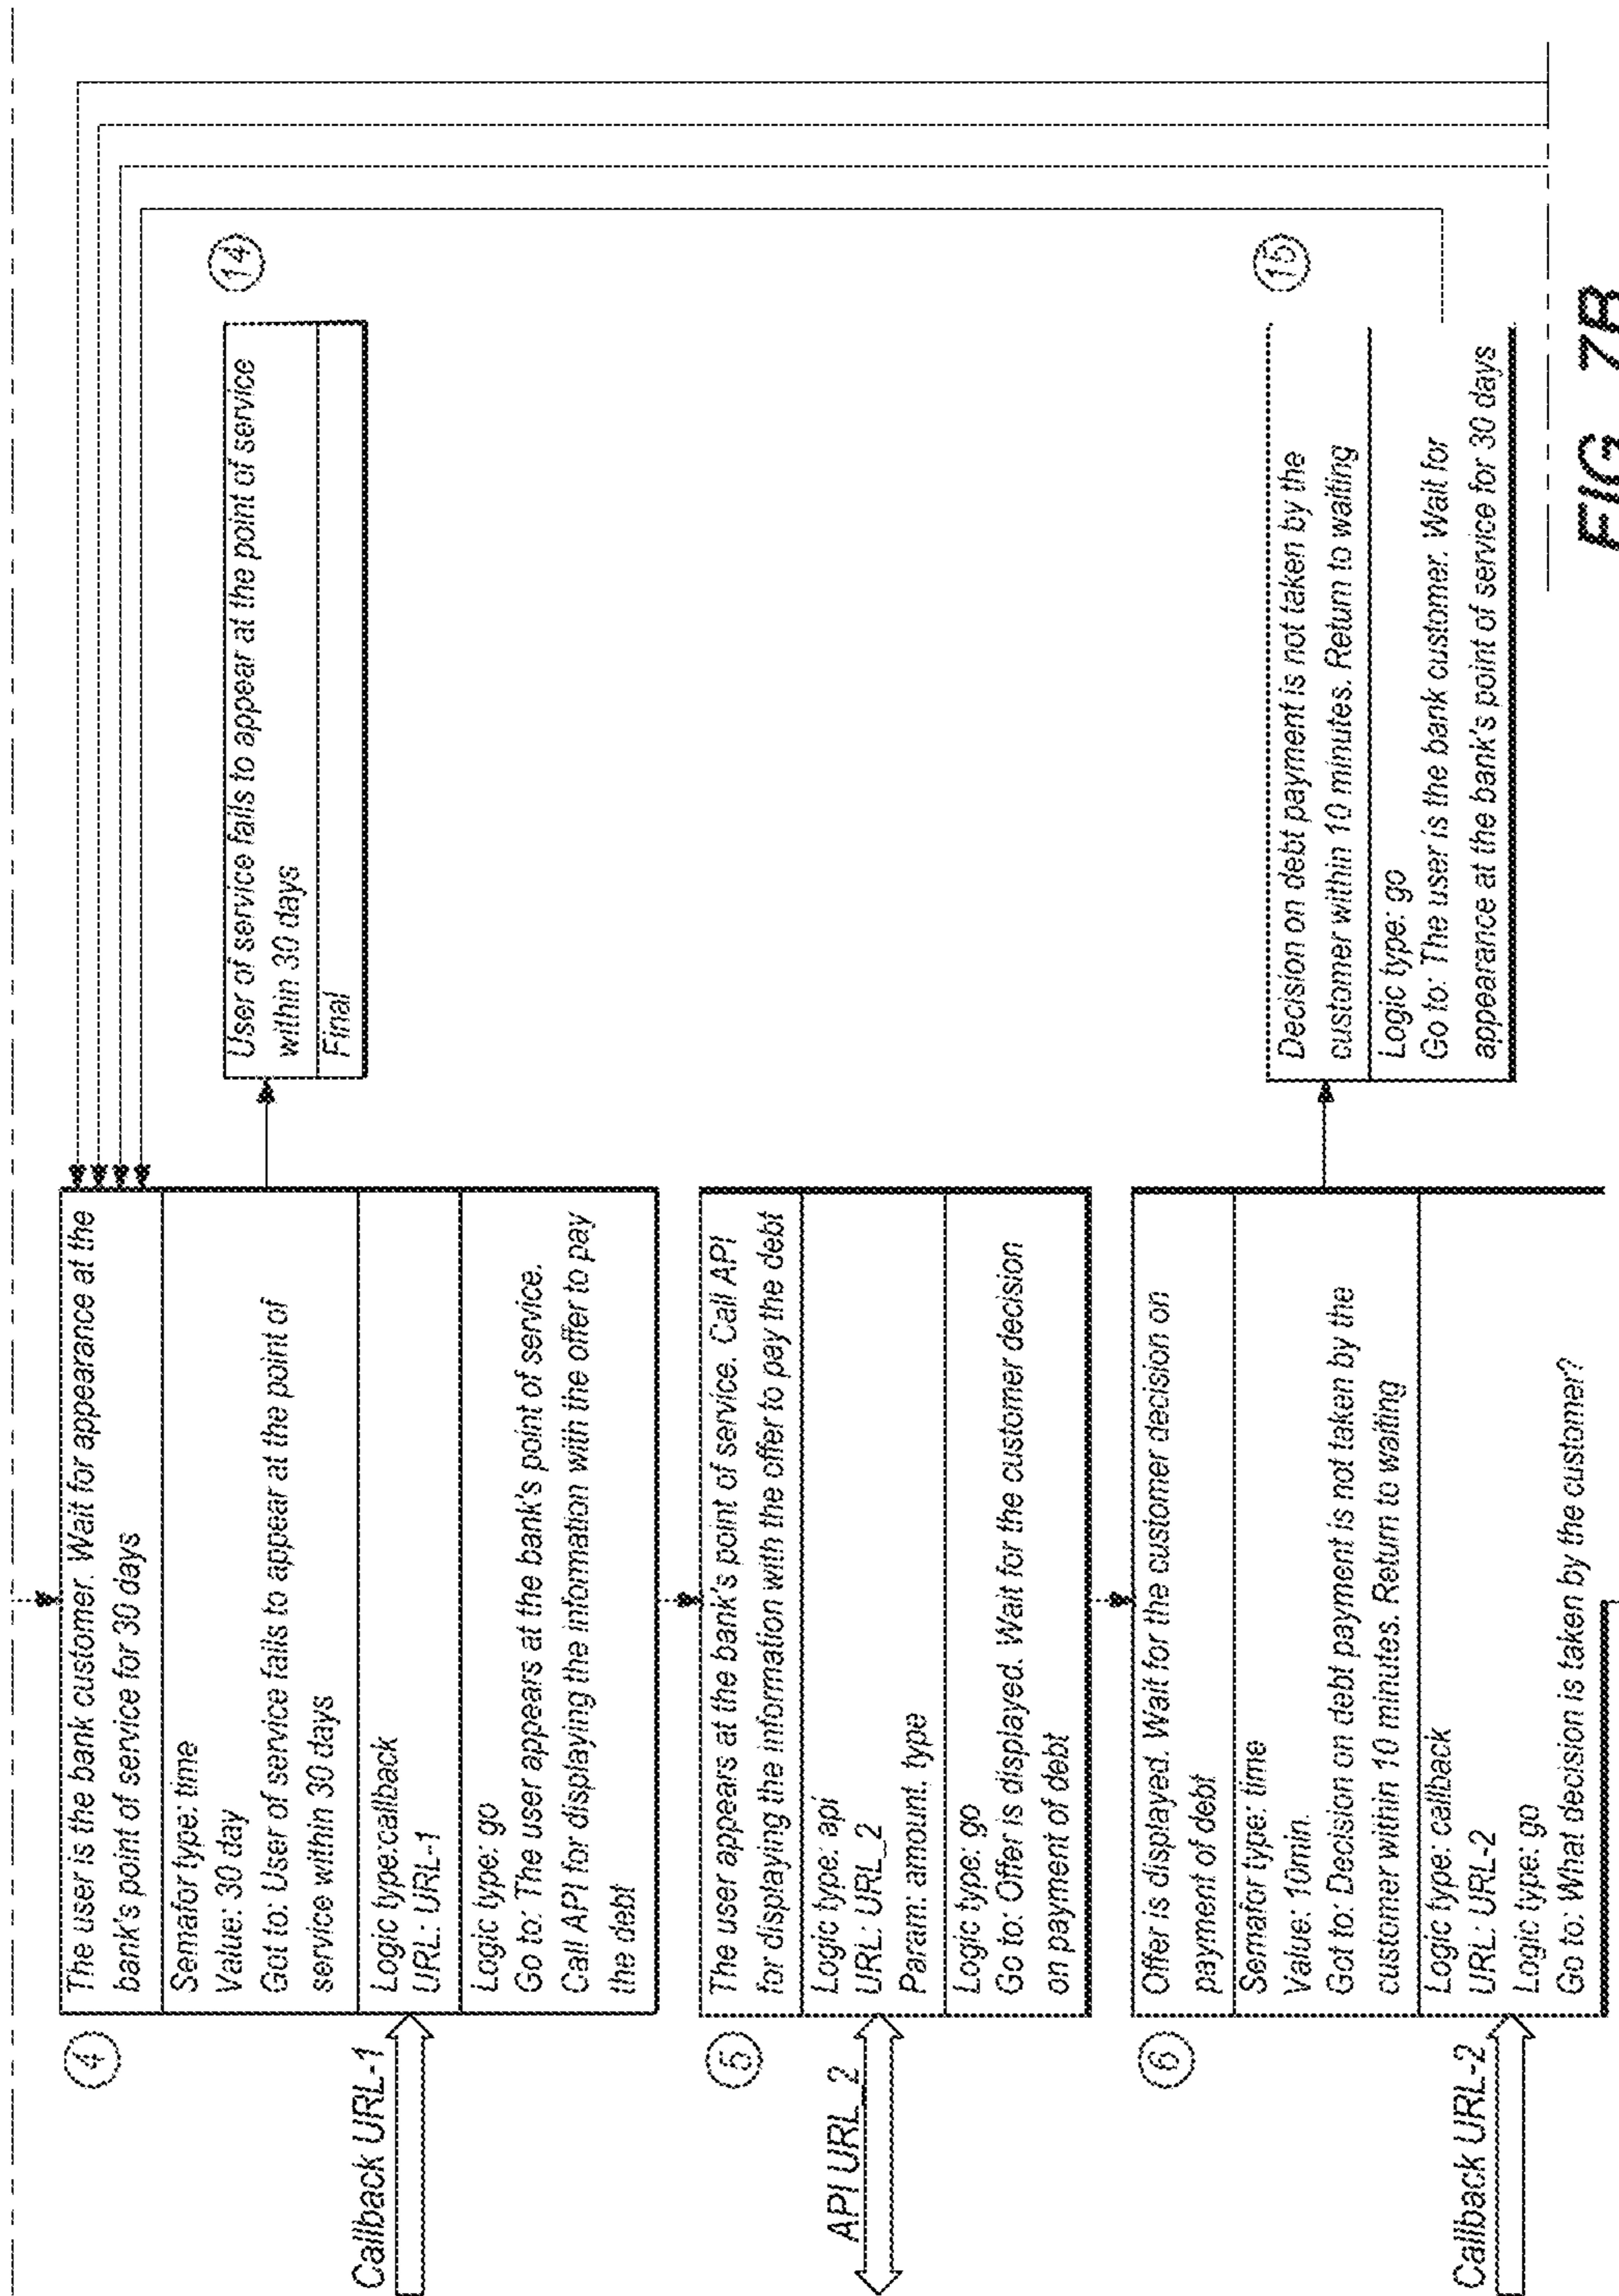 4
The user is the bank customer. Wait for appearance at the
bank's point of service for 30 days
Semafor type: time
Value: 30 day
Got to: User of service fails to appear at the point of
service within 30 days
Logic type:callback
URL: URL-1
Logic type: go
Go to: The user appears at the bank's point of service.
Call API for displaying the information with the offer to pay
the debt
Callback URL-1
14
User of service fails to appear at the point of service
within 30 days
Final
5
The user appears at the bank's point of service. Call API
for displaying the information with the offer to pay the debt
Logic type: api
URL: URL_2
Param: amount, type
Logic type: go
Go to: Offer is displayed. Wait for the customer decision
on payment of debt
API URL_2
6
Offer is displayed. Wait for the customer decision on
payment of debt
Semafor type: time
Value: 10min.
Got to: Decision on debt payment is not taken by the
customer within 10 minutes. Return to waiting
Logic type: callback
URL: URL-2
Logic type: go
Go to: What decision is taken by the customer?
Callback URL-2
15
Decision on debt payment is not taken by the
customer within 10 minutes. Return to waiting
Logic type: go
Go to: The user is the bank customer. Wait for
appearance at the bank's point of service for 30 days
FIG. 7B